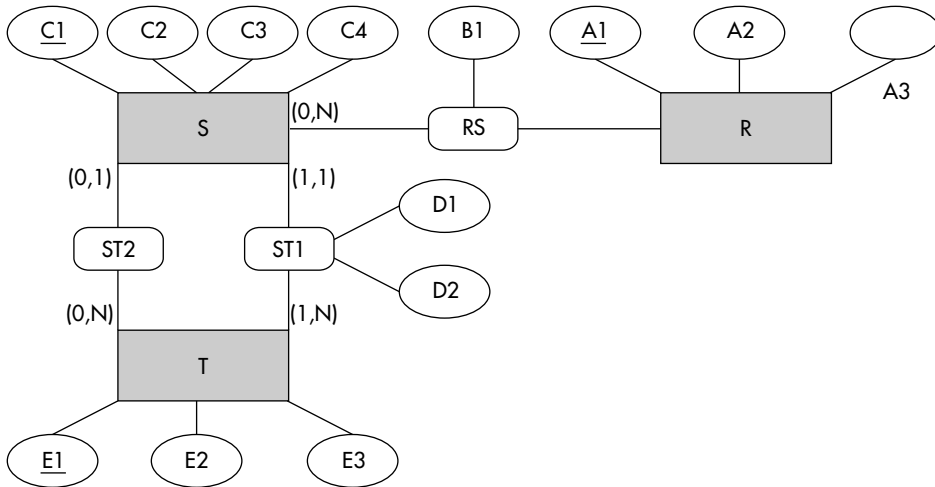 C1
C2
C3
C4
B1
A1
A2
A3
S
(0,N)
RS
R
(0,1)
(1,1)
D1
ST2
ST1
D2
(0,N)
(1,N)
T
E1
E2
E3